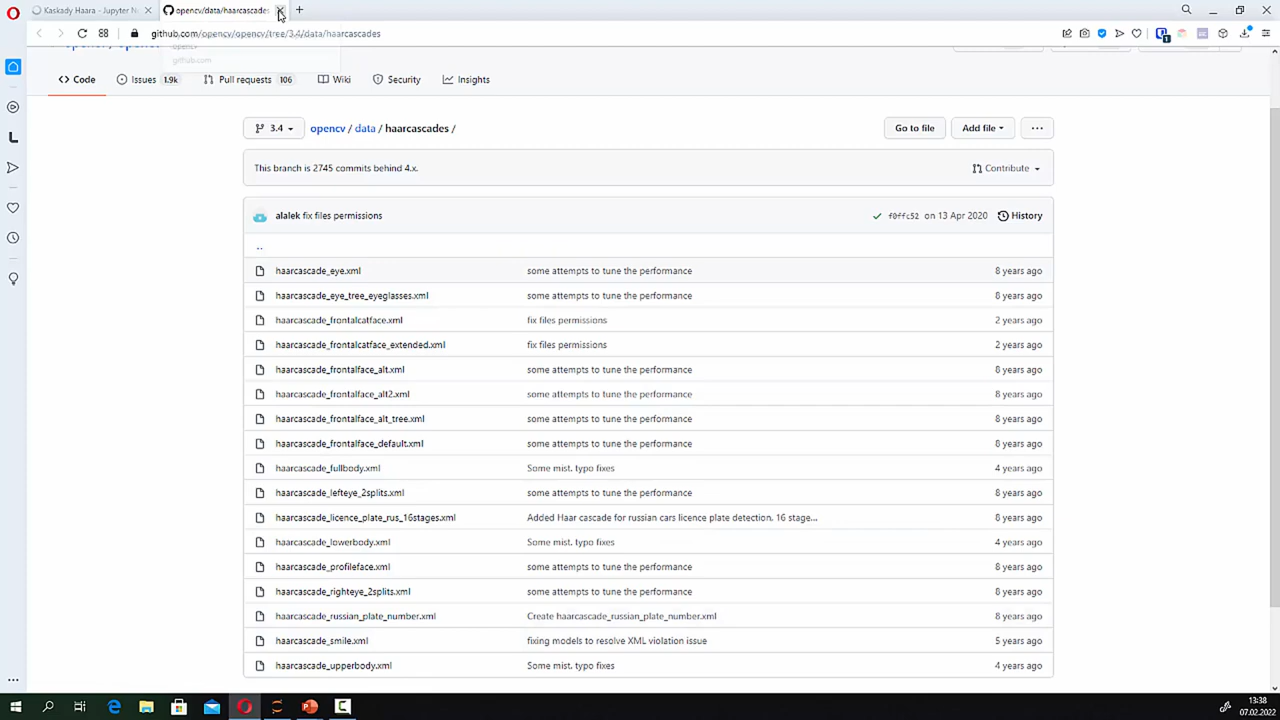 Kaskady Haara - Jupyter N
opencv/data/haarcascades
github.com/opencv/opencv/tree/3.4/data/haarcascades
opencv
github.com
Code
Issues 1.9k
Pull requests 106
Wiki
Security
Insights
3.4
opencv / data / haarcascades /
Go to file
Add file
This branch is 2745 commits behind 4.x.
Contribute
alalek fix files permissions
f0ffc52 on 13 Apr 2020
History
..
haarcascade_eye.xml some attempts to tune the performance 8 years ago
haarcascade_eye_tree_eyeglasses.xml some attempts to tune the performance 8 years ago
haarcascade_frontalcatface.xml fix files permissions 2 years ago
haarcascade_frontalcatface_extended.xml fix files permissions 2 years ago
haarcascade_frontalface_alt.xml some attempts to tune the performance 8 years ago
haarcascade_frontalface_alt2.xml some attempts to tune the performance 8 years ago
haarcascade_frontalface_alt_tree.xml some attempts to tune the performance 8 years ago
haarcascade_frontalface_default.xml some attempts to tune the performance 8 years ago
haarcascade_fullbody.xml Some mist. typo fixes 4 years ago
haarcascade_lefteye_2splits.xml some attempts to tune the performance 8 years ago
haarcascade_licence_plate_rus_16stages.xml Added Haar cascade for russian cars licence plate detection, 16 stage... 8 years ago
haarcascade_lowerbody.xml Some mist. typo fixes 4 years ago
haarcascade_profileface.xml some attempts to tune the performance 8 years ago
haarcascade_righteye_2splits.xml some attempts to tune the performance 8 years ago
haarcascade_russian_plate_number.xml Create haarcascade_russian_plate_number.xml 8 years ago
haarcascade_smile.xml fixing models to resolve XML violation issue 5 years ago
haarcascade_upperbody.xml Some mist. typo fixes 4 years ago
13:38
07.02.2022